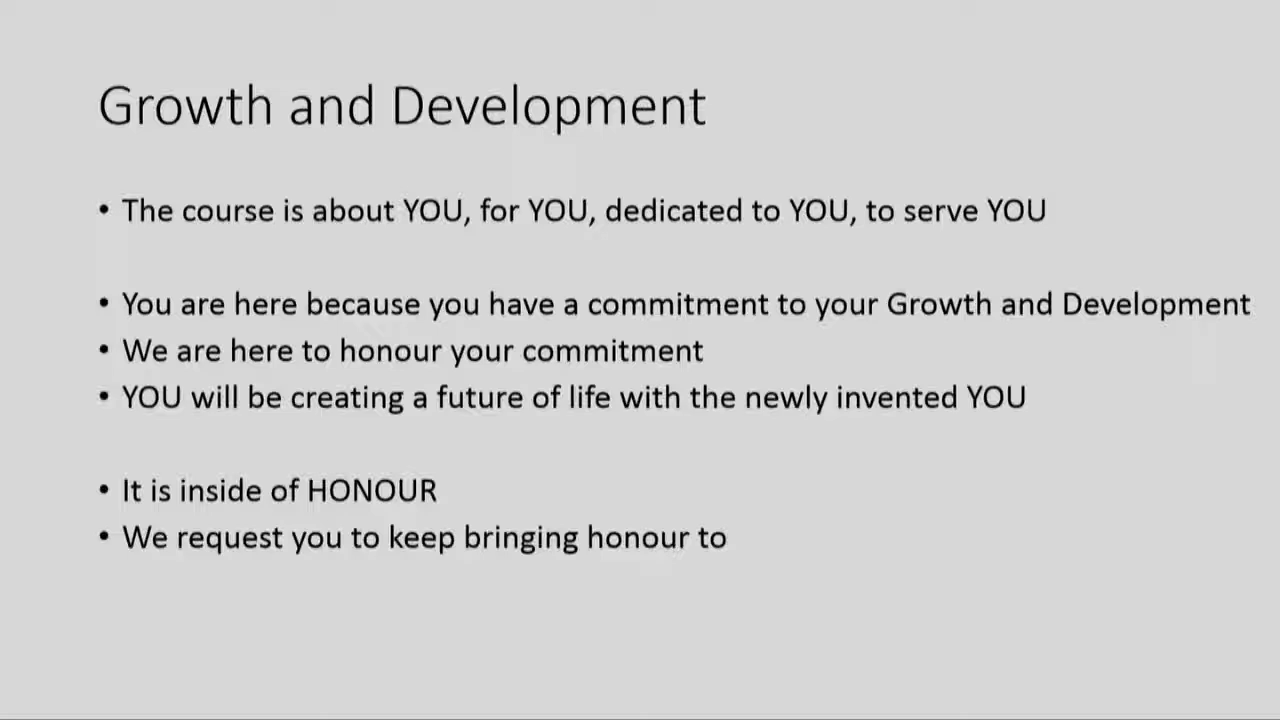 Growth and Development
• The course is about YOU, for YOU, dedicated to YOU, to serve YOU
• You are here because you have a commitment to your Growth and Development
• We are here to honour your commitment
• YOU will be creating a future of life with the newly invented YOU
• It is inside of HONOUR
• We request you to keep bringing honour to